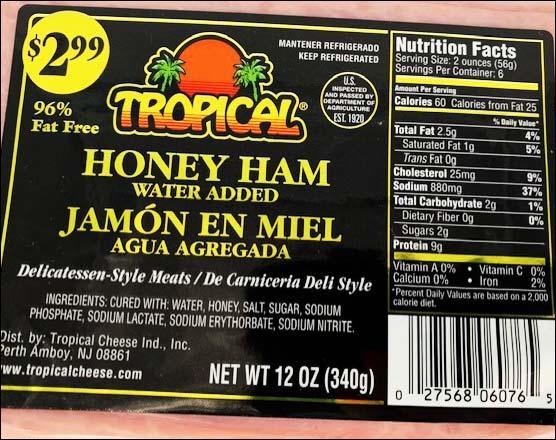 $2.99
96%
Fat Free
TROPICAL®
MANTENER REFRIGERADO
KEEP REFRIGERATED
U.S.
INSPECTED
AND PASSED BY
DEPARTMENT OF
AGRICULTURE
EST. 1920
HONEY HAM
WATER ADDED
JAMÓN EN MIEL
AGUA AGREGADA
Delicatessen-Style Meats / De Carniceria Deli Style
INGREDIENTS: CURED WITH: WATER, HONEY, SALT, SUGAR, SODIUM
PHOSPHATE, SODIUM LACTATE, SODIUM ERYTHORBATE, SODIUM NITRITE.
Dist. by: Tropical Cheese Ind., Inc.
Perth Amboy, NJ 08861
www.tropicalcheese.com
NET WT 12 OZ (340g)
Nutrition Facts
Serving Size: 2 ounces (56g)
Servings Per Container: 6
Amount Per Serving
Calories 60 Calories from Fat 25
% Daily Value*
Total Fat 2.5g 4%
Saturated Fat 1g 5%
Trans Fat 0g
Cholesterol 25mg 9%
Sodium 880mg 37%
Total Carbohydrate 2g 1%
Dietary Fiber 0g 0%
Sugars 2g
Protein 9g
Vitamin A 0% • Vitamin C 0%
Calcium 0% • Iron 2%
*Percent Daily Values are based on a 2,000
calorie diet.
0 27568 06076 5